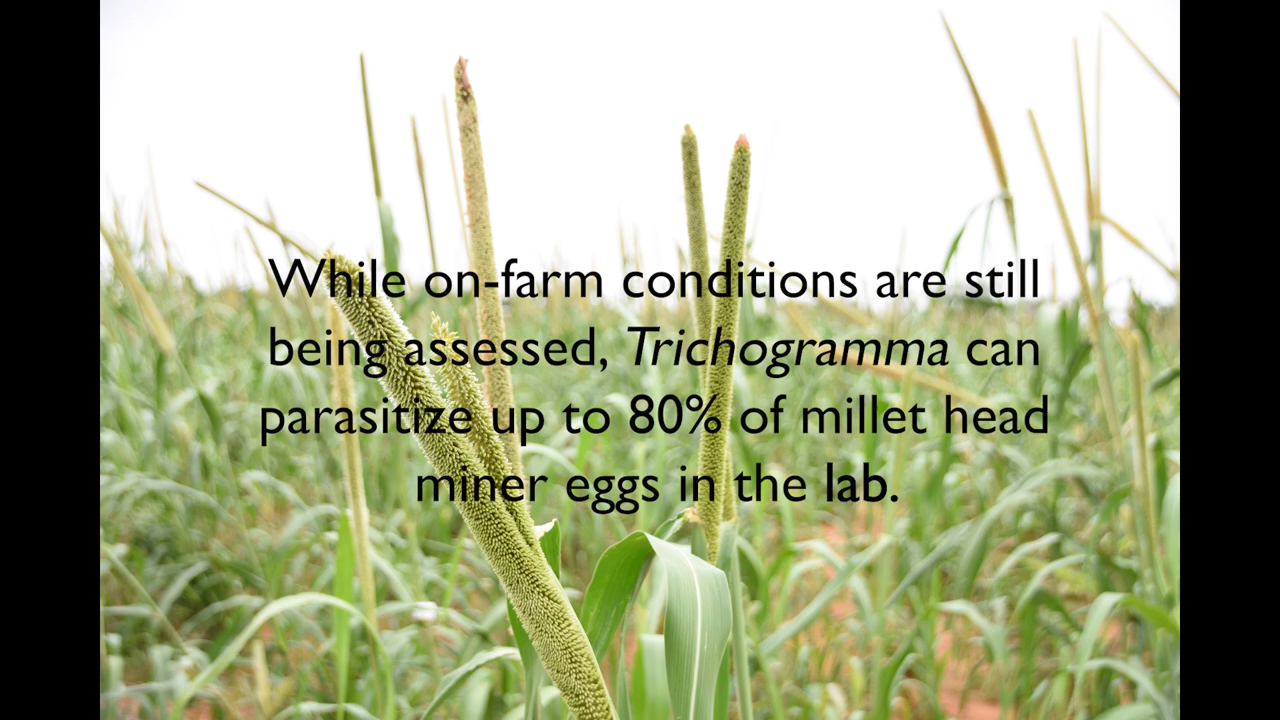 While on-farm conditions are still
being assessed, Trichogramma can
parasitize up to 80% of millet head
miner eggs in the lab.